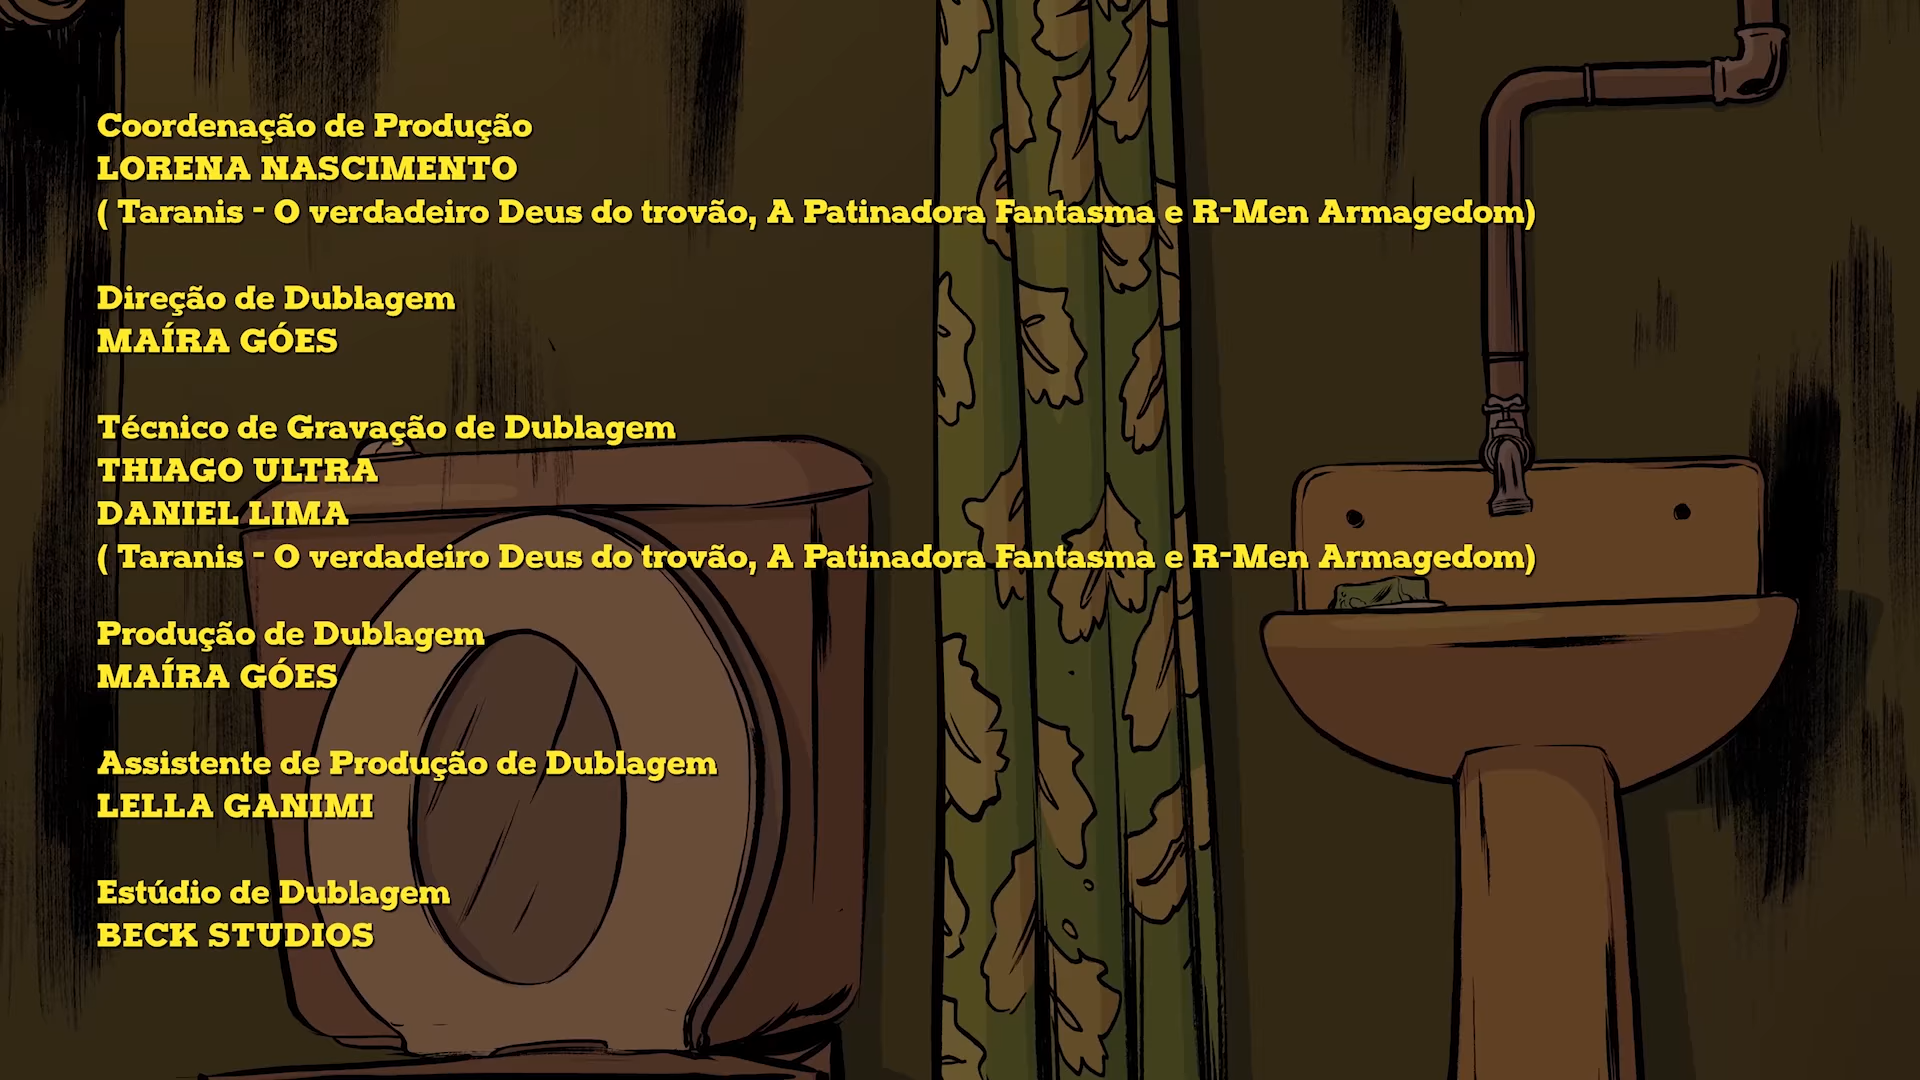 Coordenação de Produção
LORENA NASCIMENTO
( Taranis - O verdadeiro Deus do trovão, A Patinadora Fantasma e R-Men Armagedom)
Direção de Dublagem
MAÍRA GÓES
Técnico de Gravação de Dublagem
THIAGO ULTRA
DANIEL LIMA
( Taranis - O verdadeiro Deus do trovão, A Patinadora Fantasma e R-Men Armagedom)
Produção de Dublagem
MAÍRA GÓES
Assistente de Produção de Dublagem
LELLA GANIMI
Estúdio de Dublagem
BECK STUDIOS